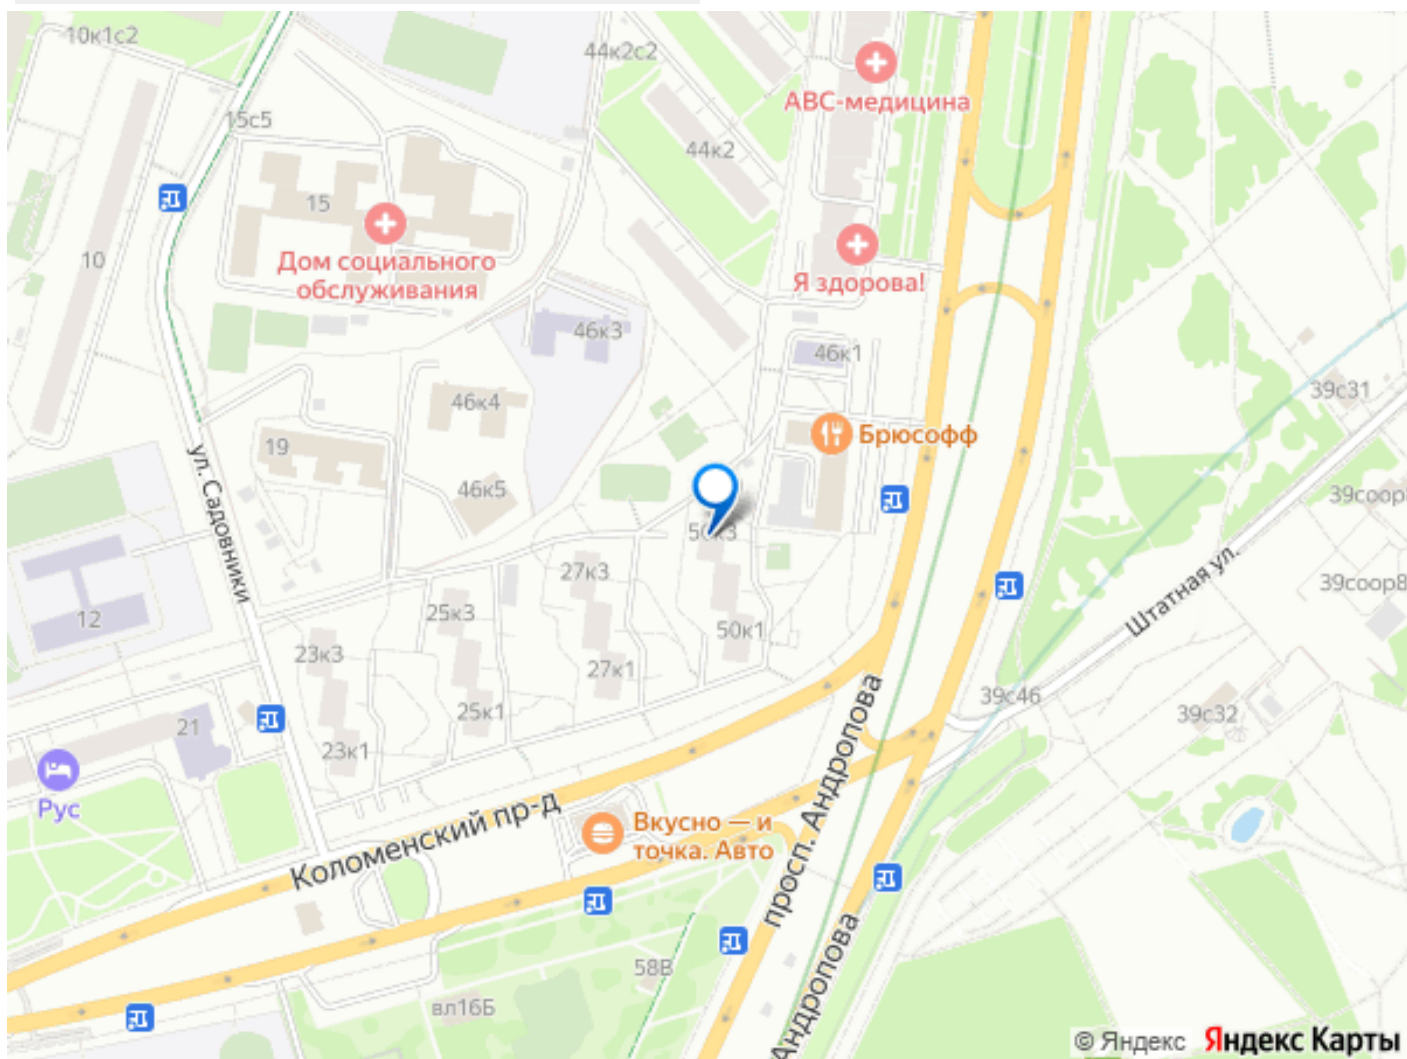 10к1с2
44к2с2
АВС-медицина
15с5
44к2
15
10
Дом социального
обслуживания
Я здорова!
46к3
46к1
39с31
46к4
Брюсофф
19
ул. Садовники
46к5
39соор8
50к3
Штатная ул.
27к3
39соор8
25к3
12
50к1
23к3
27к1
39с46
21
25к1
39с32
23к1
просп. Андропова
Рус
Коломенский пр-д
Вкусно — и
точка. Авто
Андропова
58В
вл16Б
© Яндекс Яндекс Карты